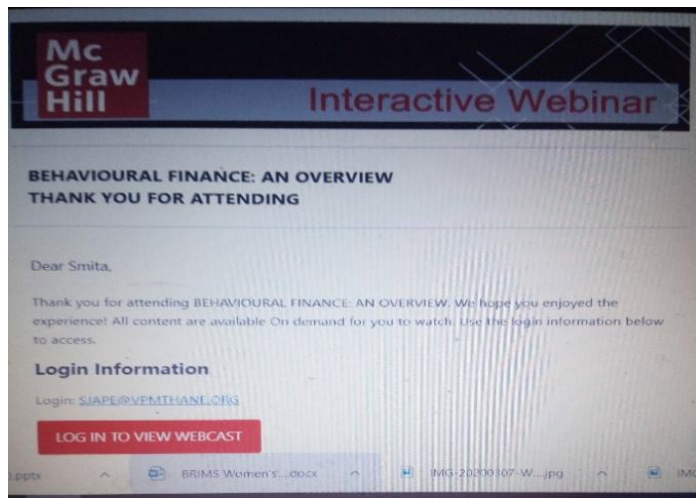 Mc
Graw
Hill
Interactive Webinar
BEHAVIOURAL FINANCE: AN OVERVIEW
THANK YOU FOR ATTENDING
Dear Smita,
Thank you for attending BEHAVIOURAL FINANCE: AN OVERVIEW. We hope you enjoyed the
experience! All content are available On demand for you to watch. Use the login information below
to access.
Login Information
Login: SJAPE@VPMTHANE.ORG
LOG IN TO VIEW WEBCAST
.pptx
BRIMS Women's....docx
IMG-20200307-W....jpg